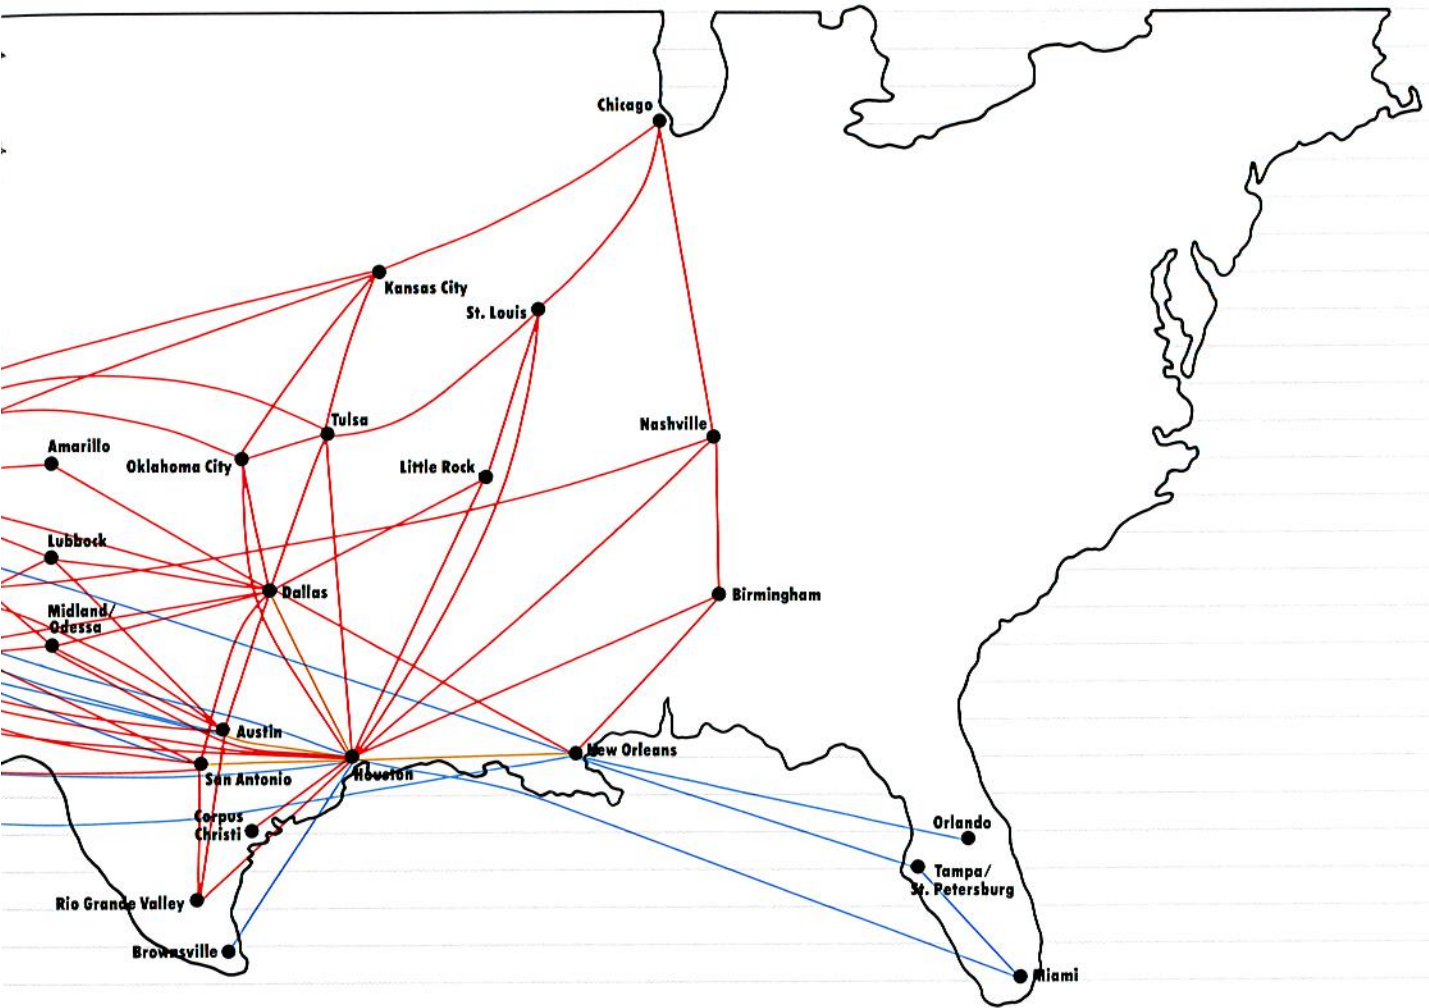 Chicago
Kansas City
St. Louis
Tulsa
Nashville
Amarillo
Oklahoma City
Little Rock
Lubbock
Dallas
Birmingham
Midland/
Odessa
Austin
New Orleans
San Antonio
Houston
Corpus
Christi
Orlando
Tampa/
St. Petersburg
Rio Grande Valley
Brownsville
Miami